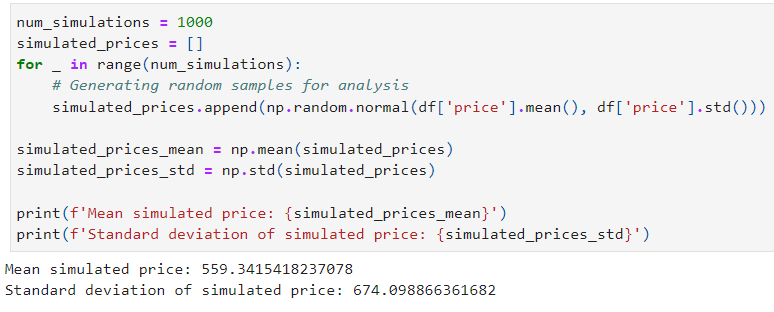 num_simulations = 1000
simulated_prices = []
for _ in range(num_simulations):
    # Generating random samples for analysis
    simulated_prices.append(np.random.normal(df['price'].mean(), df['price'].std()))

simulated_prices_mean = np.mean(simulated_prices)
simulated_prices_std = np.std(simulated_prices)

print(f'Mean simulated price: {simulated_prices_mean}')
print(f'Standard deviation of simulated price: {simulated_prices_std}')
Mean simulated price: 559.3415418237078
Standard deviation of simulated price: 674.098866361682